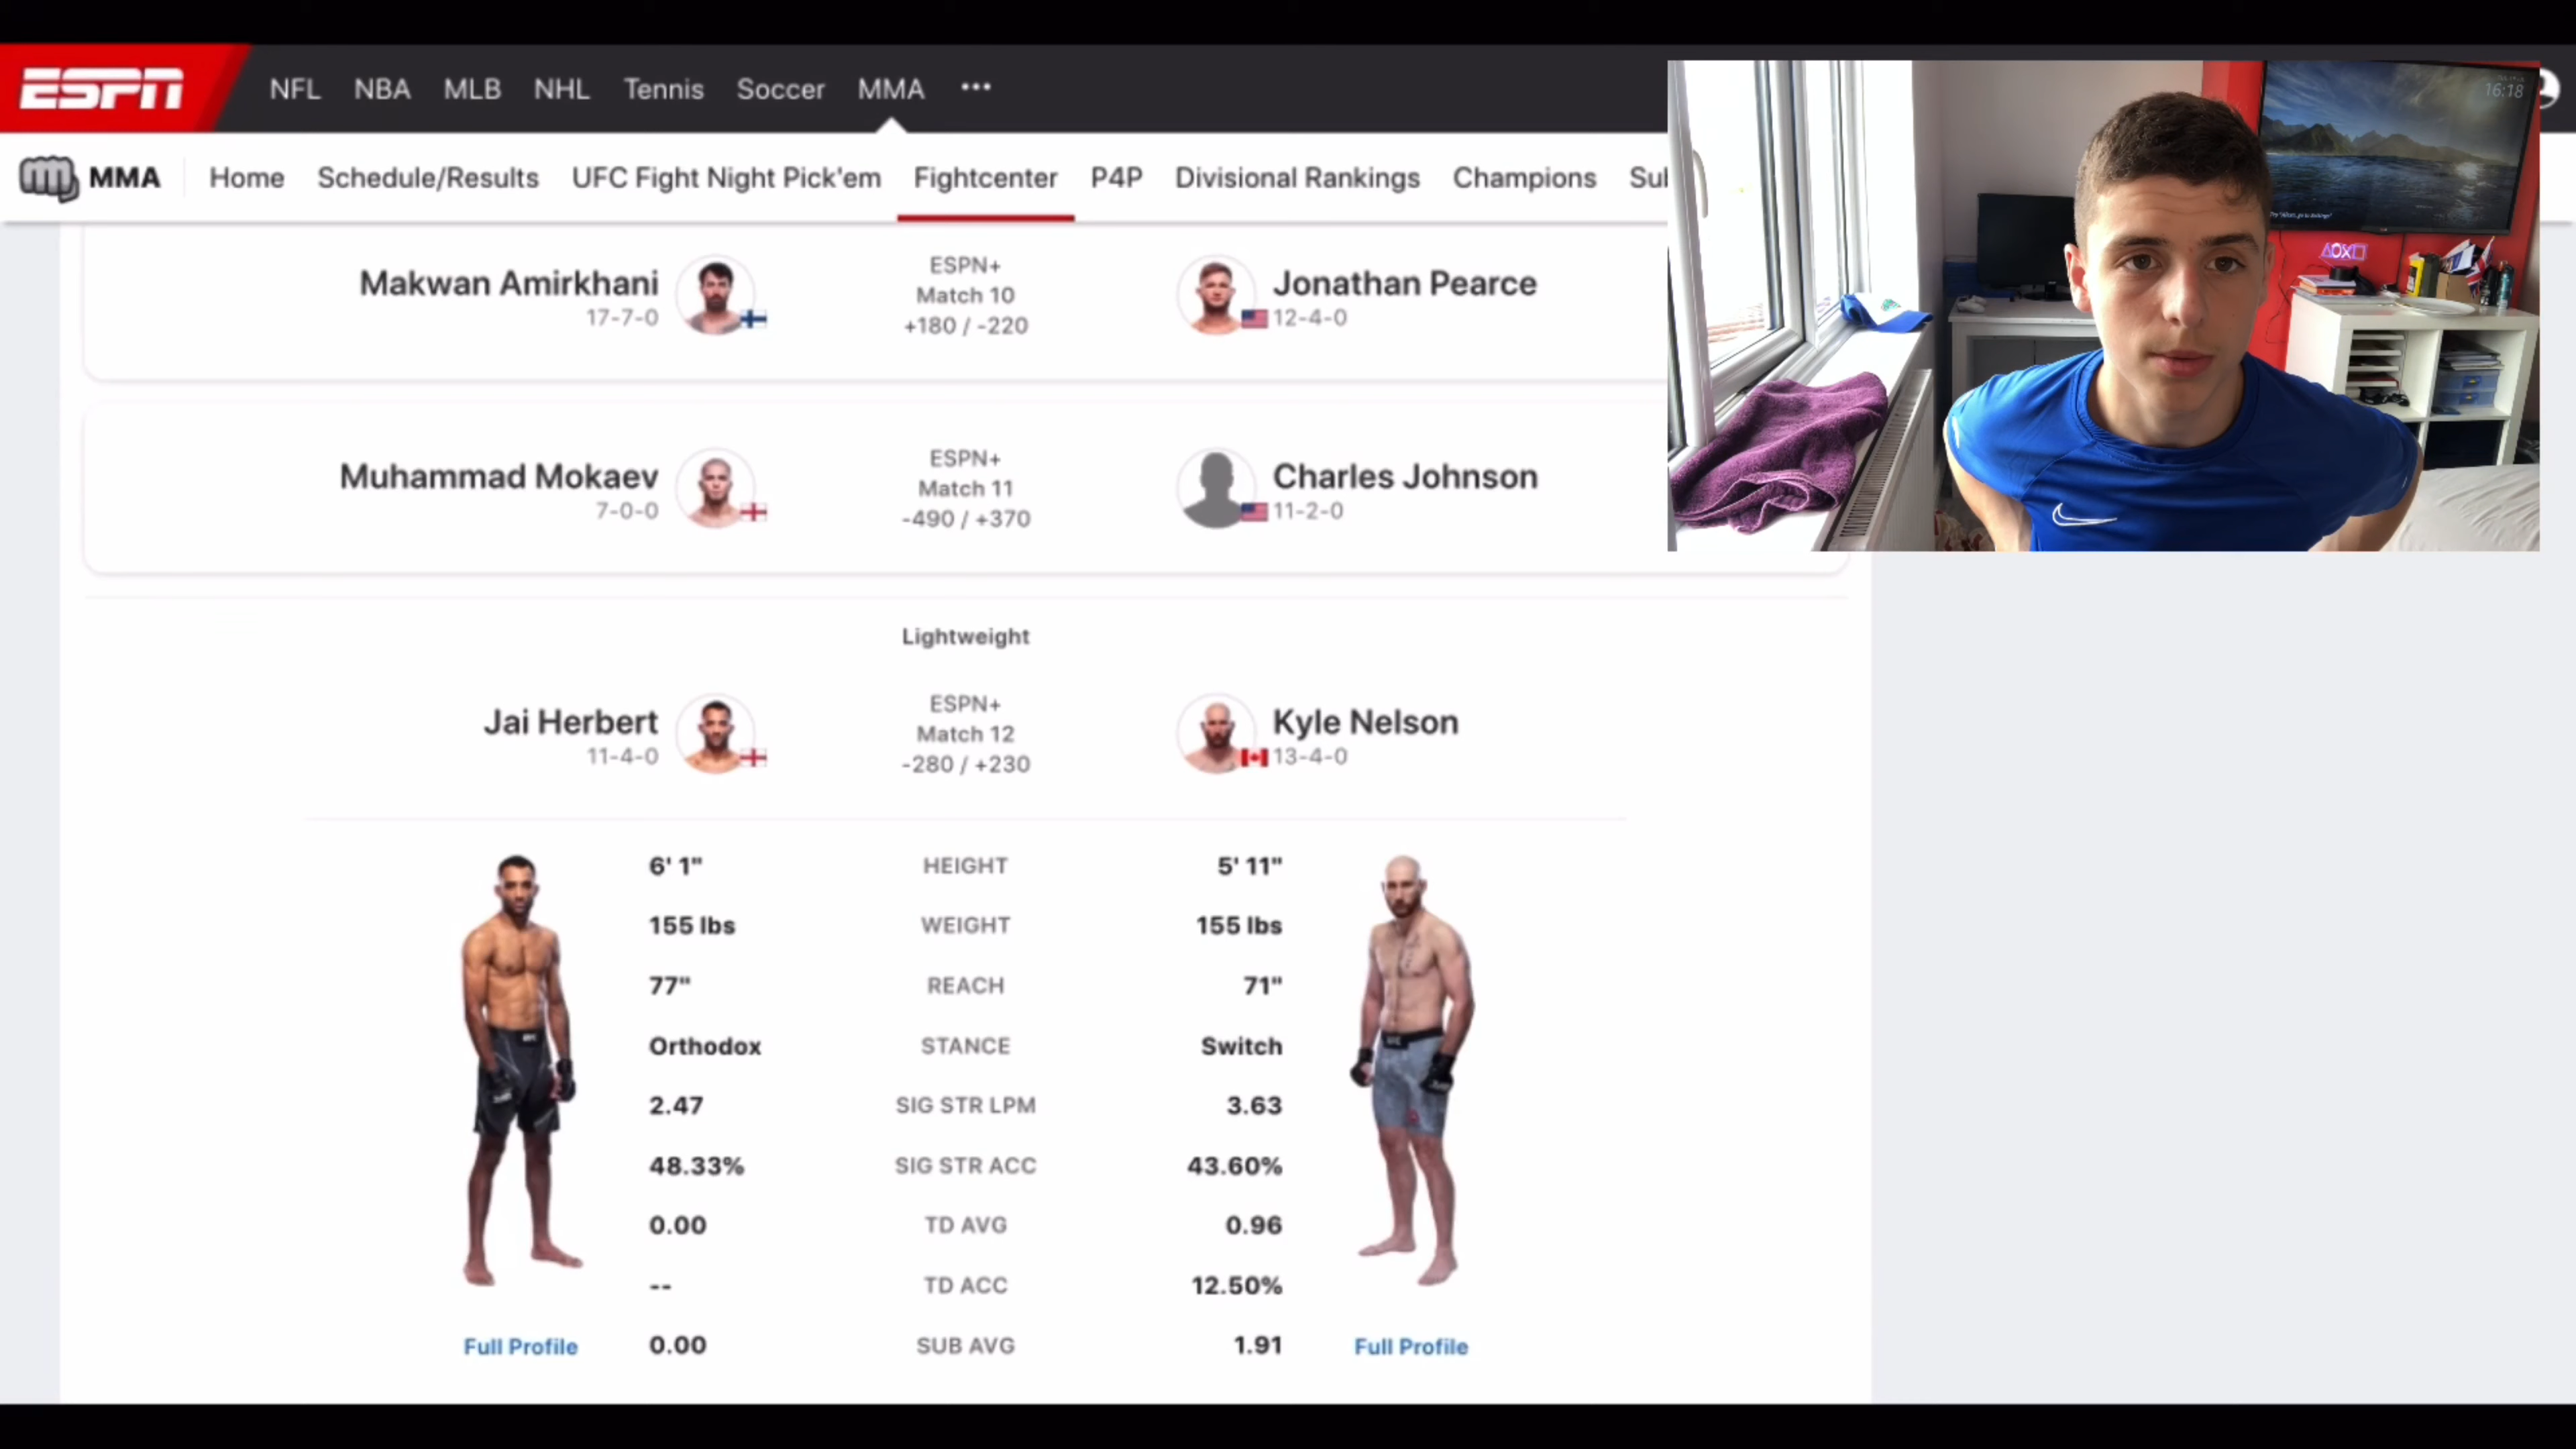 ESPN NFL NBA MLB NHL Tennis Soccer MMA ...
MMA Home Schedule/Results UFC Fight Night Pick'em Fightcenter P4P Divisional Rankings Champions Sul
16:18
Makwan Amirkhani
17-7-0
ESPN+
Match 10
+180 / -220
Jonathan Pearce
12-4-0
Muhammad Mokaev
7-0-0
ESPN+
Match 11
-490 / +370
Charles Johnson
11-2-0
Lightweight
Jai Herbert
11-4-0
ESPN+
Match 12
-280 / +230
Kyle Nelson
13-4-0
6' 1" HEIGHT 5' 11"
155 lbs WEIGHT 155 lbs
77" REACH 71"
Orthodox STANCE Switch
2.47 SIG STR LPM 3.63
48.33% SIG STR ACC 43.60%
0.00 TD AVG 0.96
-- TD ACC 12.50%
Full Profile 0.00 SUB AVG 1.91 Full Profile